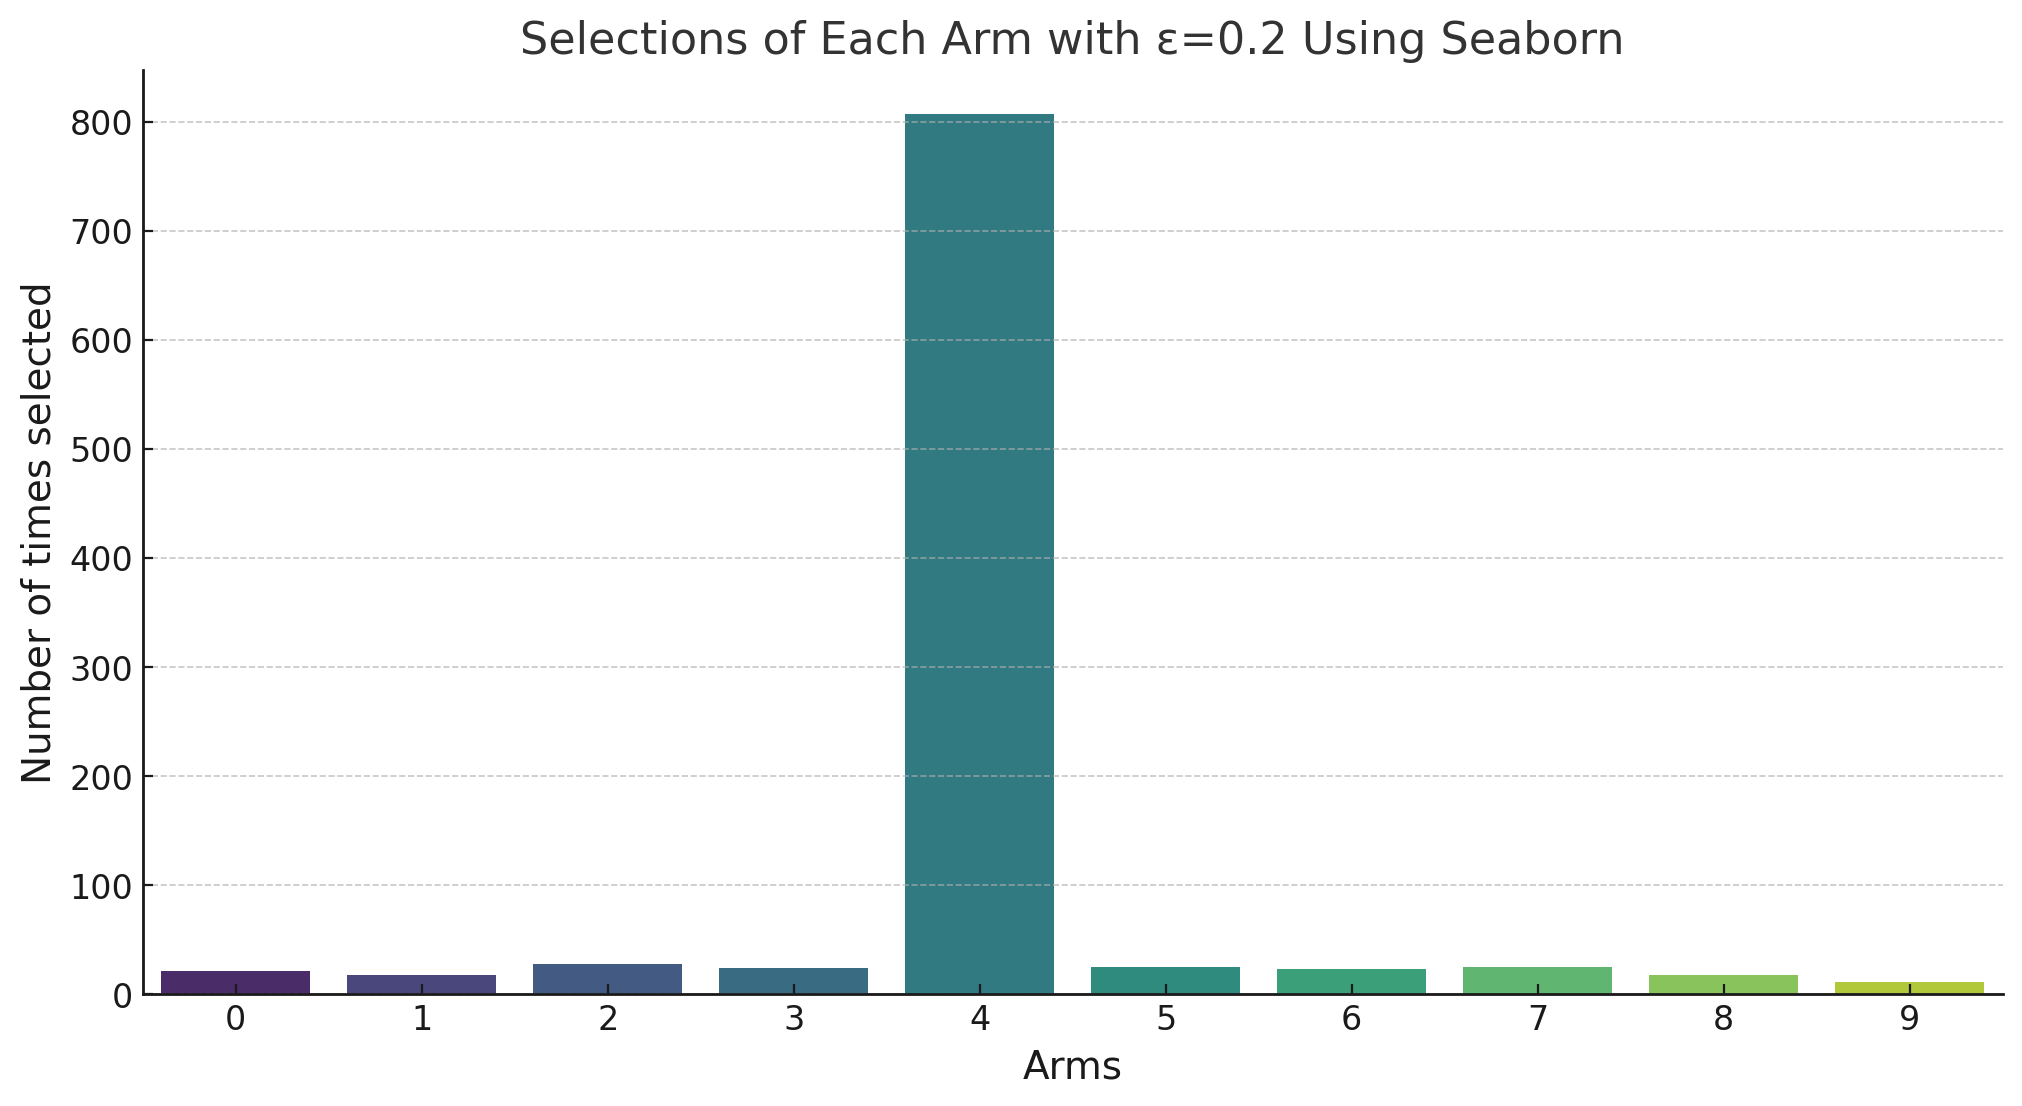 Selections of Each Arm with ε=0.2 Using Seaborn
Number of times selected
800
700
600
500
400
300
200
100
0
0 1 2 3 4 5 6 7 8 9
Arms